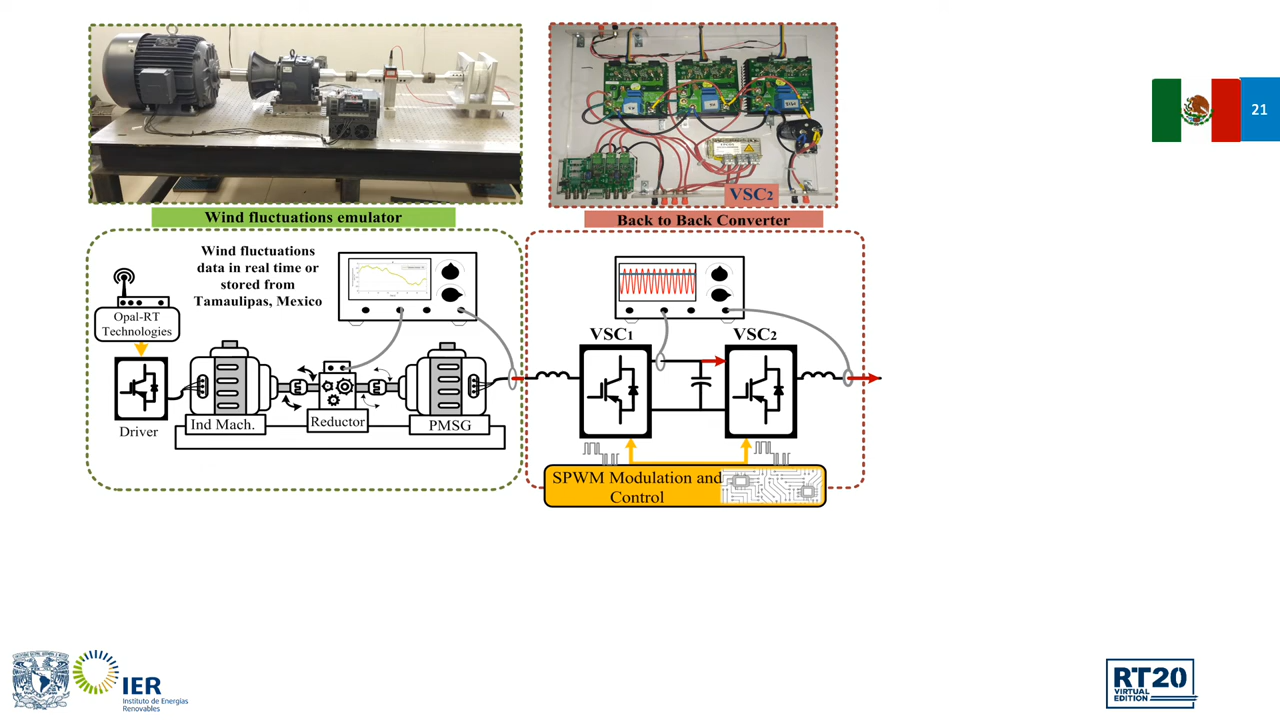 21
VSC2
Wind fluctuations emulator
Back to Back Converter
Wind fluctuations
data in real time or
stored from
Tamaulipas, Mexico
Opal-RT
Technologies
Driver
Ind Mach.
Reductor
PMSG
VSC1
VSC2
SPWM Modulation and
Control
IER
Instituto de Energías
Renovables
RT20
VIRTUAL
EDITION